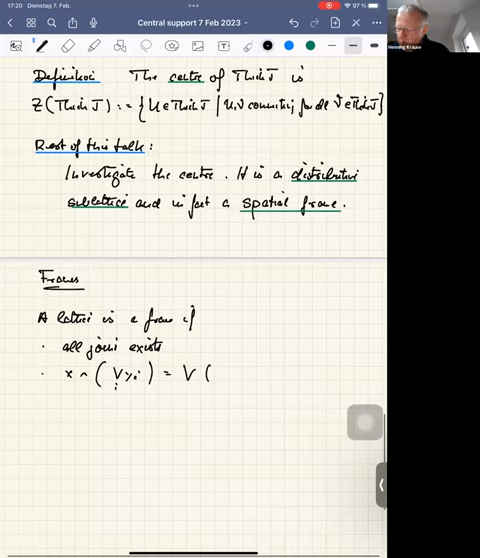 17:20 Dienstag 7. Feb.
97 %
Central support 7 Feb 2023
Henning Krause
Definition The centre of Thick T is
Z(Thick T) := { U ∈ Thick T | U, V commuting for all V ∈ Thick T }
Rest of this talk:
Investigate the centre. It is a distributive
sublattice and in fact a spatial frame.
Frames
A lattice is a frame if
· all joins exists
· x ∧ ( ⋁ yi ) = ⋁ (
i